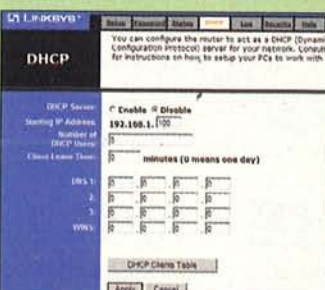 LINKSYS®
Setup Password Status DHCP Log Security Help
DHCP
You can configure the router to act as a DHCP (Dynami
Configuration Protocol) server for your network. Consul
for instructions on how to setup your PCs to work with
DHCP Server: Enable Disable
Starting IP Address: 192.168.1. 100
Number of
DHCP Users: 5
Client Lease Time: 0 minutes (0 means one day)
DNS 1: 0 .0 .0 .0
2: 0 .0 .0 .0
3: 0 .0 .0 .0
WINS: 0 .0 .0 .0
DHCP Clients Table
Apply Cancel